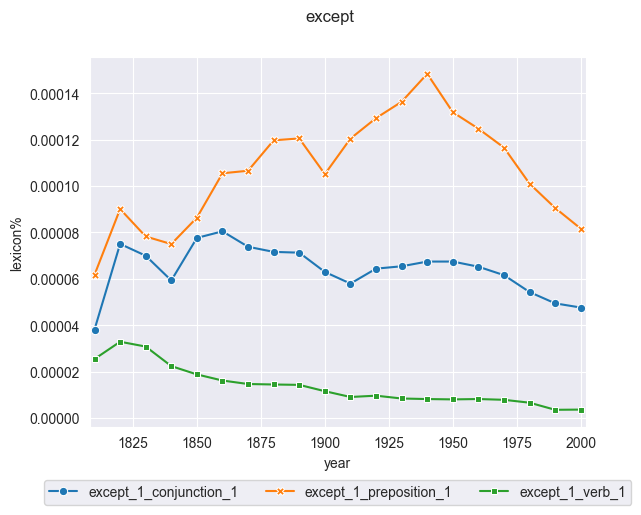 except
0.00014
0.00012
0.00010
0.00008
0.00006
0.00004
0.00002
0.00000
lexicon%
1825 1850 1875 1900 1925 1950 1975 2000
year
except_1_conjunction_1 except_1_preposition_1 except_1_verb_1